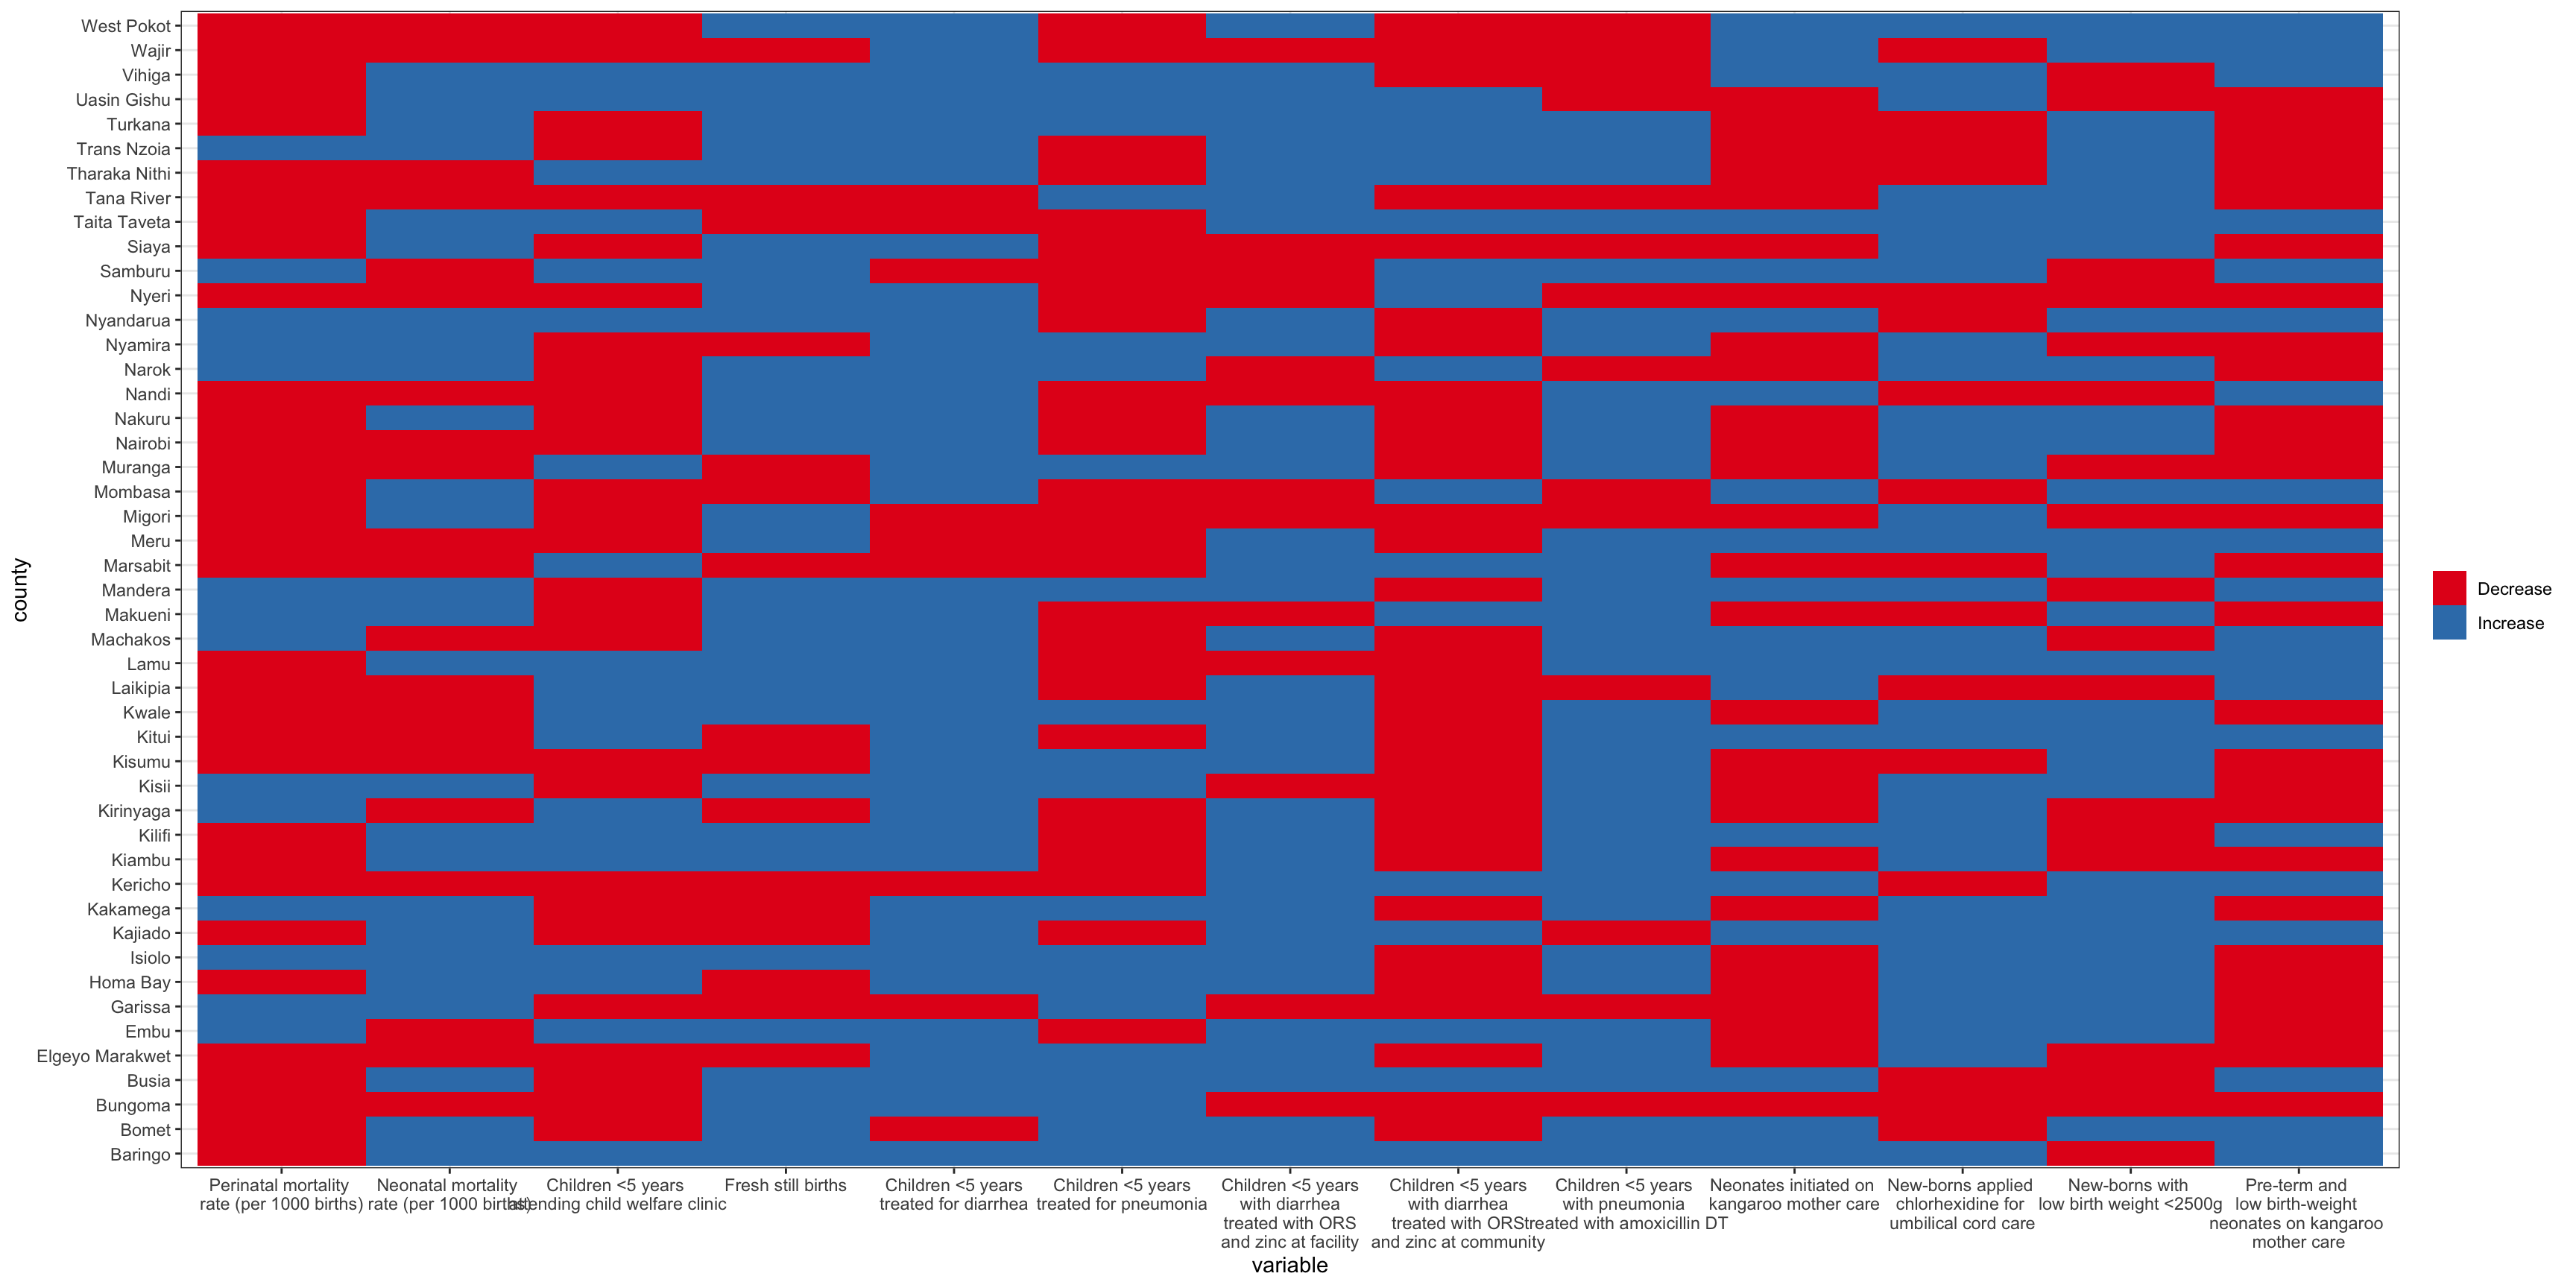 West Pokot
Wajir
Vihiga
Uasin Gishu
Turkana
Trans Nzoia
Tharaka Nithi
Tana River
Taita Taveta
Siaya
Samburu
Nyeri
Nyandarua
Nyamira
Narok
Nandi
Nakuru
Nairobi
Muranga
Mombasa
Migori
Meru
Marsabit
Mandera
Makueni
Machakos
Lamu
Laikipia
Kwale
Kitui
Kisumu
Kisii
Kirinyaga
Kilifi
Kiambu
Kericho
Kakamega
Kajiado
Isiolo
Homa Bay
Garissa
Embu
Elgeyo Marakwet
Busia
Bungoma
Bomet
Baringo
county
Perinatal mortality
rate (per 1000 births)
Neonatal mortality
rate (per 1000 births)
Children <5 years
attending child welfare clinic
Fresh still births
Children <5 years
treated for diarrhea
Children <5 years
treated for pneumonia
Children <5 years
with diarrhea
treated with ORS
and zinc at facility
Children <5 years
with diarrhea
treated with ORS
and zinc at community
Children <5 years
with pneumonia
treated with amoxicillin DT
Neonates initiated on
kangaroo mother care
New-borns applied
chlorhexidine for
umbilical cord care
New-borns with
low birth weight <2500g
Pre-term and
low birth-weight
neonates on kangaroo
mother care
variable
Decrease
Increase